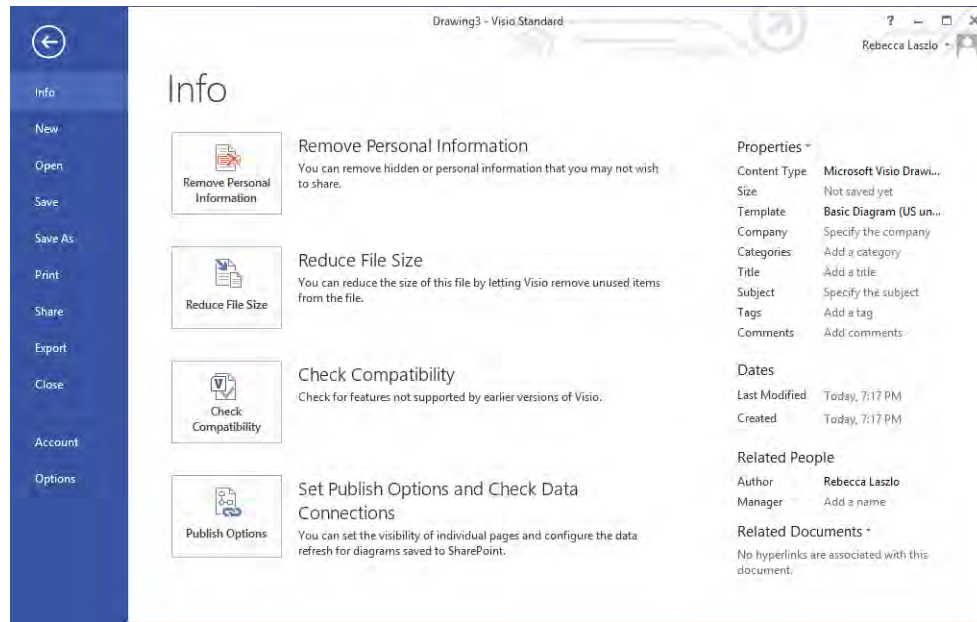 Drawing3 - Visio Standard
?
Rebecca Laszlo
Info
New
Open
Save
Save As
Print
Share
Export
Close
Account
Options
Info
Remove Personal
Information
Remove Personal Information
You can remove hidden or personal information that you may not wish
to share.
Reduce File Size
Reduce File Size
You can reduce the size of this file by letting Visio remove unused items
from the file.
Check
Compatibility
Check Compatibility
Check for features not supported by earlier versions of Visio.
Publish Options
Set Publish Options and Check Data
Connections
You can set the visibility of individual pages and configure the data
refresh for diagrams saved to SharePoint.
Properties
Content Type Microsoft Visio Drawi...
Size Not saved yet
Template Basic Diagram (US un...
Company Specify the company
Categories Add a category
Title Add a title
Subject Specify the subject
Tags Add a tag
Comments Add comments
Dates
Last Modified Today, 7:17 PM
Created Today, 7:17 PM
Related People
Author Rebecca Laszlo
Manager Add a name
Related Documents
No hyperlinks are associated with this
document.